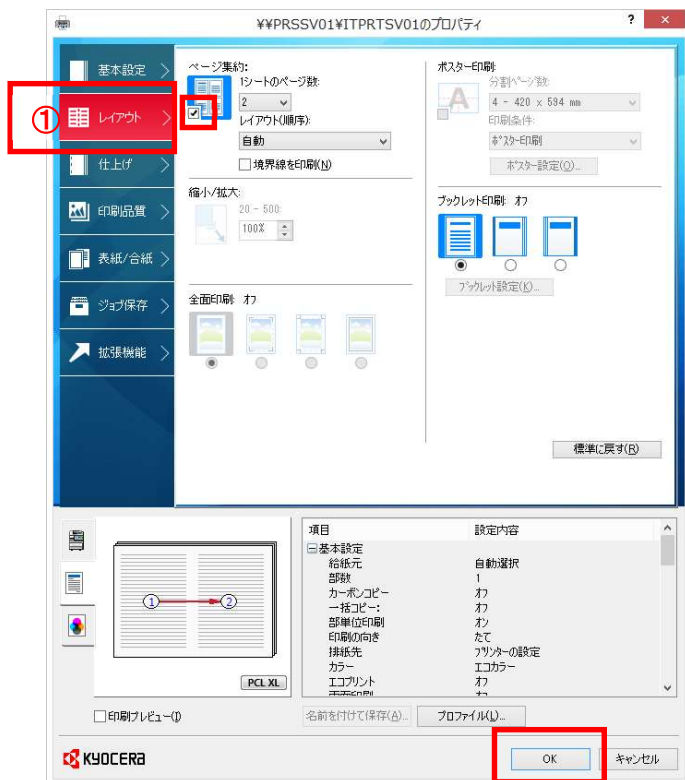 ¥¥PRSSV01¥ITPRTSV01のプロパティ
?
×
基本設定
①
レイアウト
仕上げ
印刷品質
表紙/合紙
ジョブ保存
拡張機能
ページ集約:
1シートのページ数:
2
レイアウト(順序):
自動
境界線を印刷(N)
縮小/拡大:
20 - 500:
100%
全面印刷: オフ
ポスター印刷:
分割ページ数:
A
4 - 420 x 594 mm
印刷条件:
ポスター印刷
ポスター設定(O)...
ブックレット印刷: オフ
ブックレット設定(K)...
標準に戻す(R)
①
②
PCL XL
項目 設定内容
基本設定
給紙元 自動選択
部数 1
カーボンコピー オフ
一括コピー: オフ
部単位印刷 オン
印刷の向き たて
排紙先 プリンターの設定
カラー エコカラー
エコプリント オフ
印刷プレビュー(I)
名前を付けて保存(A)...
プロファイル(L)...
KYOCERA
OK
キャンセル